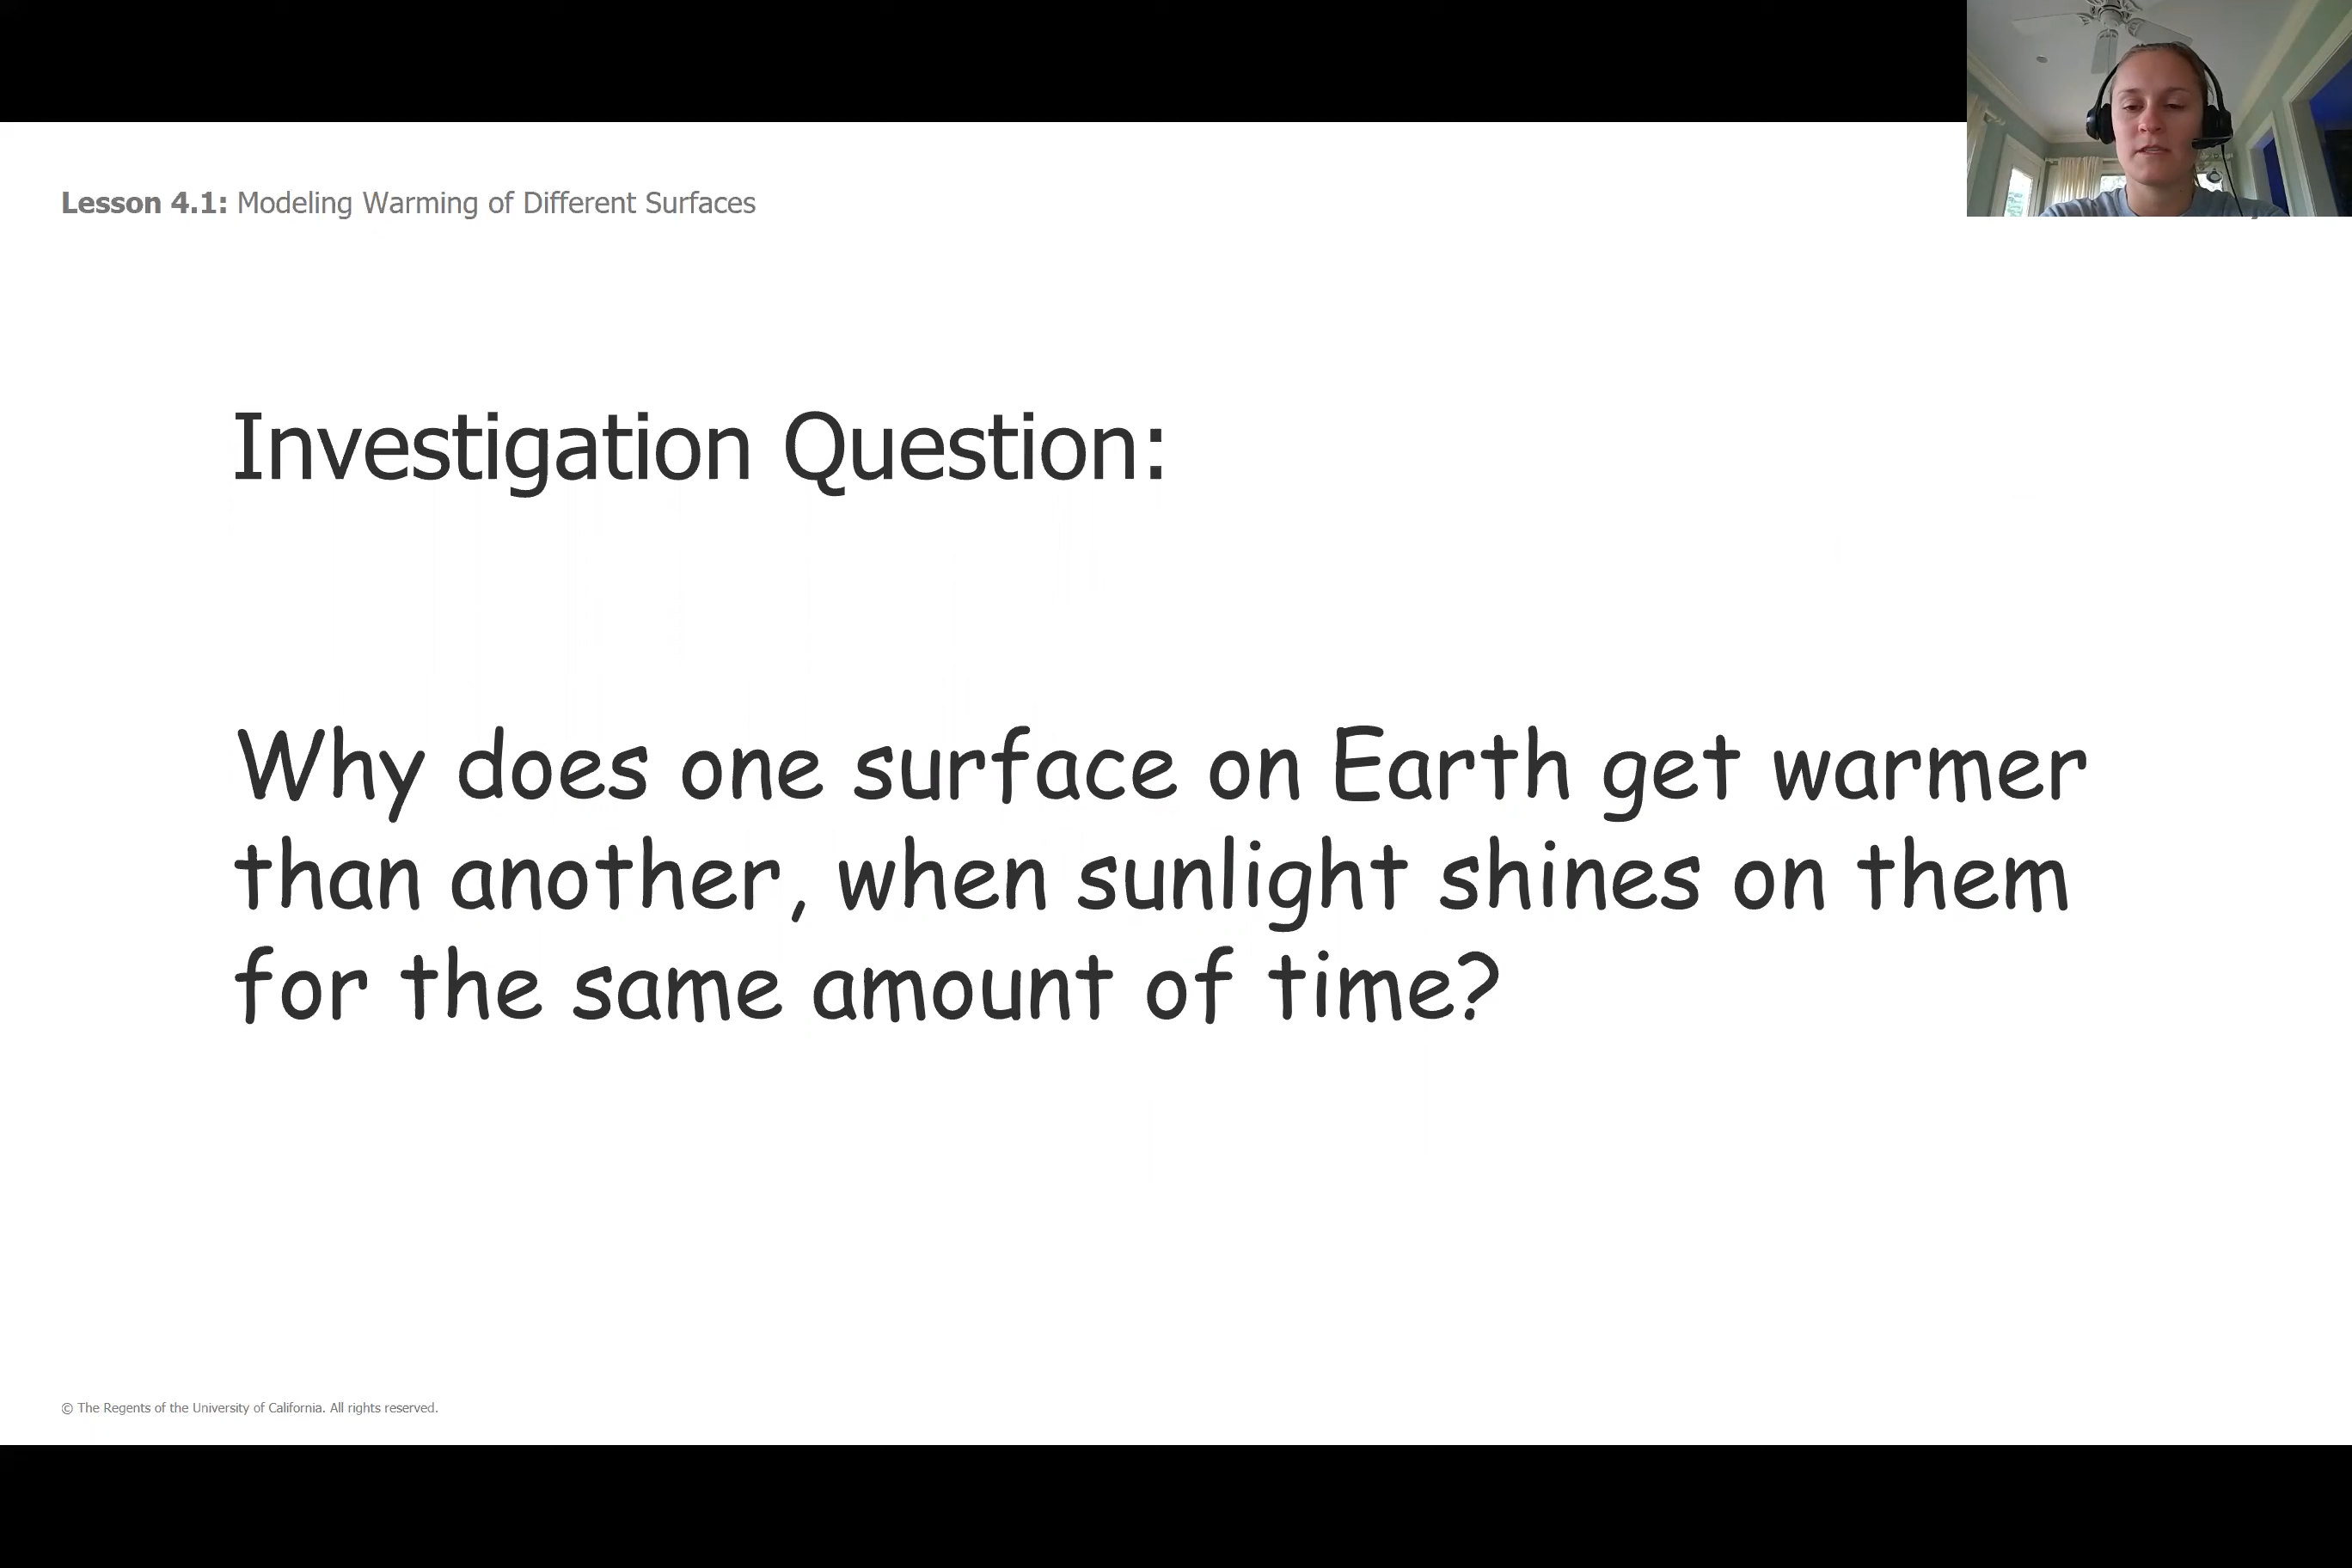 Lesson 4.1: Modeling Warming of Different Surfaces
Investigation Question:
Why does one surface on Earth get warmer
than another, when sunlight shines on them
for the same amount of time?
© The Regents of the University of California. All rights reserved.